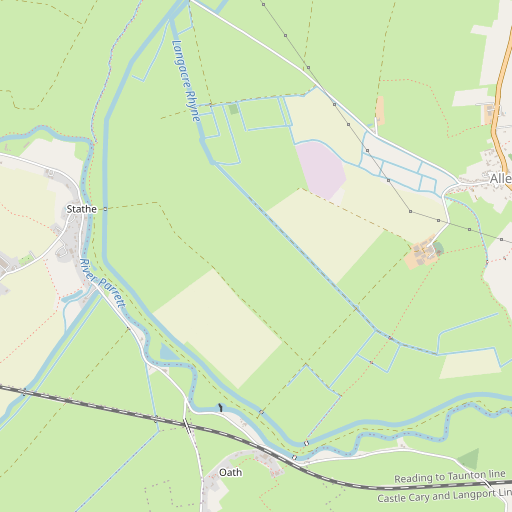 Langacre Rhyne
Alle
Stathe
River Parrett
Oath
Reading to Taunton line
Castle Cary and Langport Lin